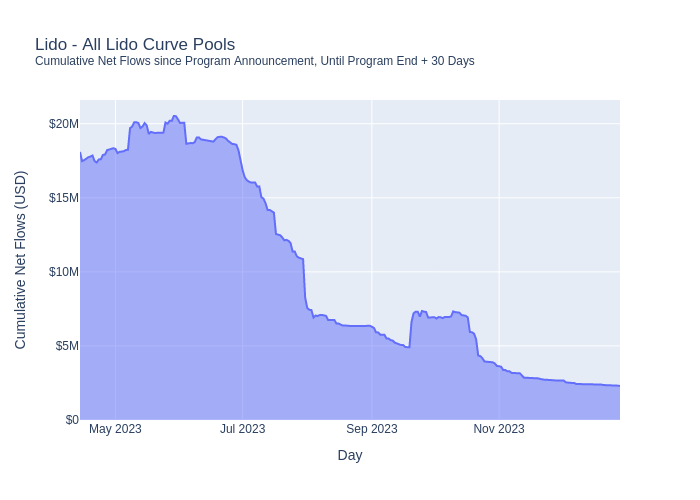 Lido - All Lido Curve Pools
Cumulative Net Flows since Program Announcement, Until Program End + 30 Days
Cumulative Net Flows (USD)
$20M
$15M
$10M
$5M
$0
May 2023
Jul 2023
Sep 2023
Nov 2023
Day